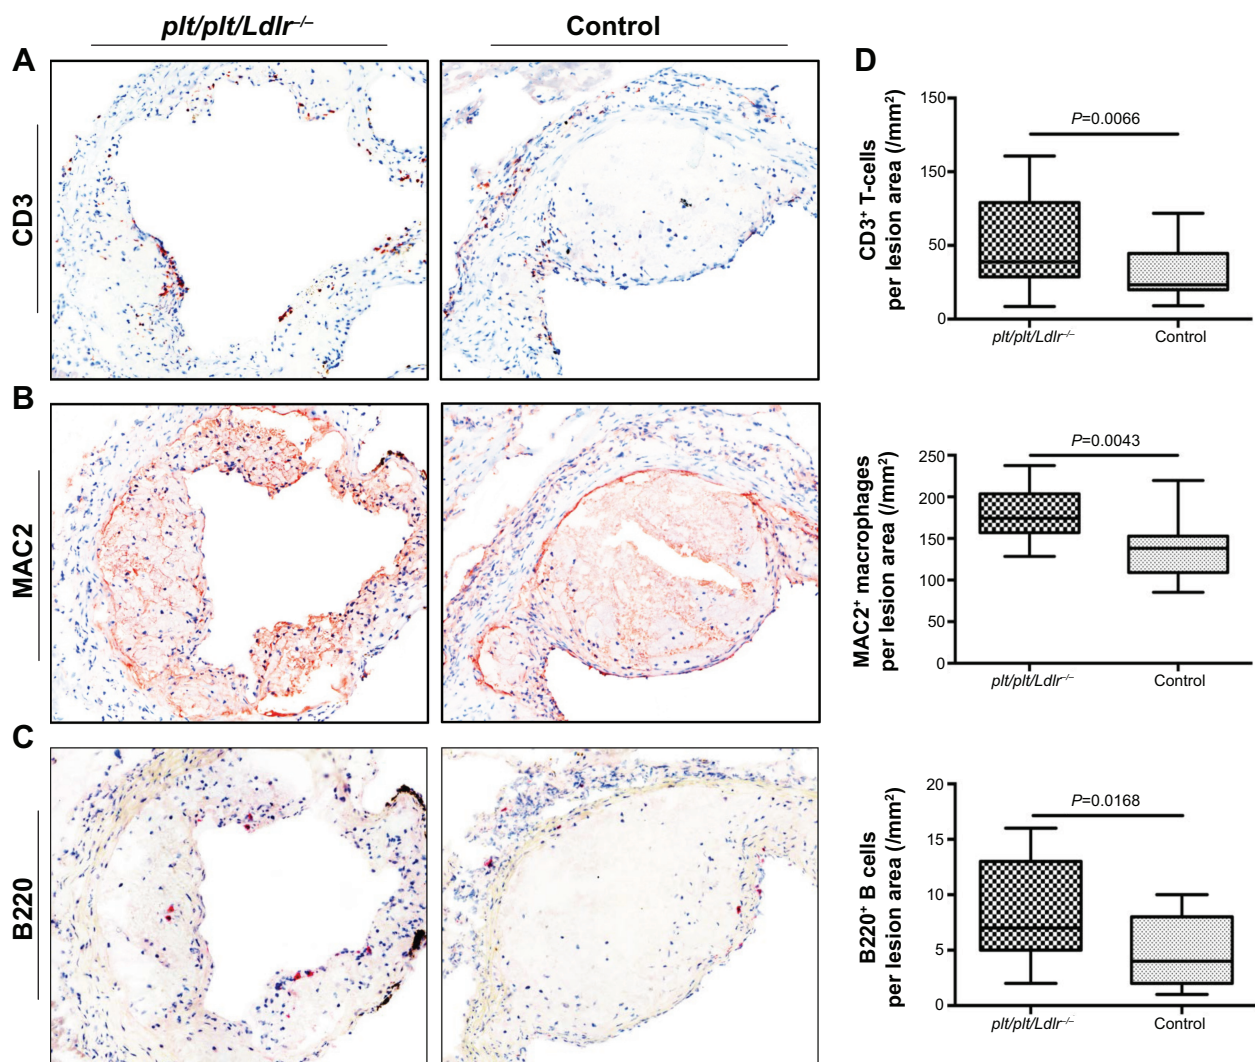 plt/plt/Ldlr–/–
Control
A
CD3
B
MAC2
C
B220
D
CD3+ T-cells
per lesion area (/mm2)
150
150
50
0
P=0.0066
plt/plt/Ldlr–/–
Control
MAC2+ macrophages
per lesion area (/mm2)
250
200
150
100
50
0
P=0.0043
plt/plt/Ldlr–/–
Control
B220+ B cells
per lesion area (/mm2)
20
15
10
5
0
P=0.0168
plt/plt/Ldlr–/–
Control